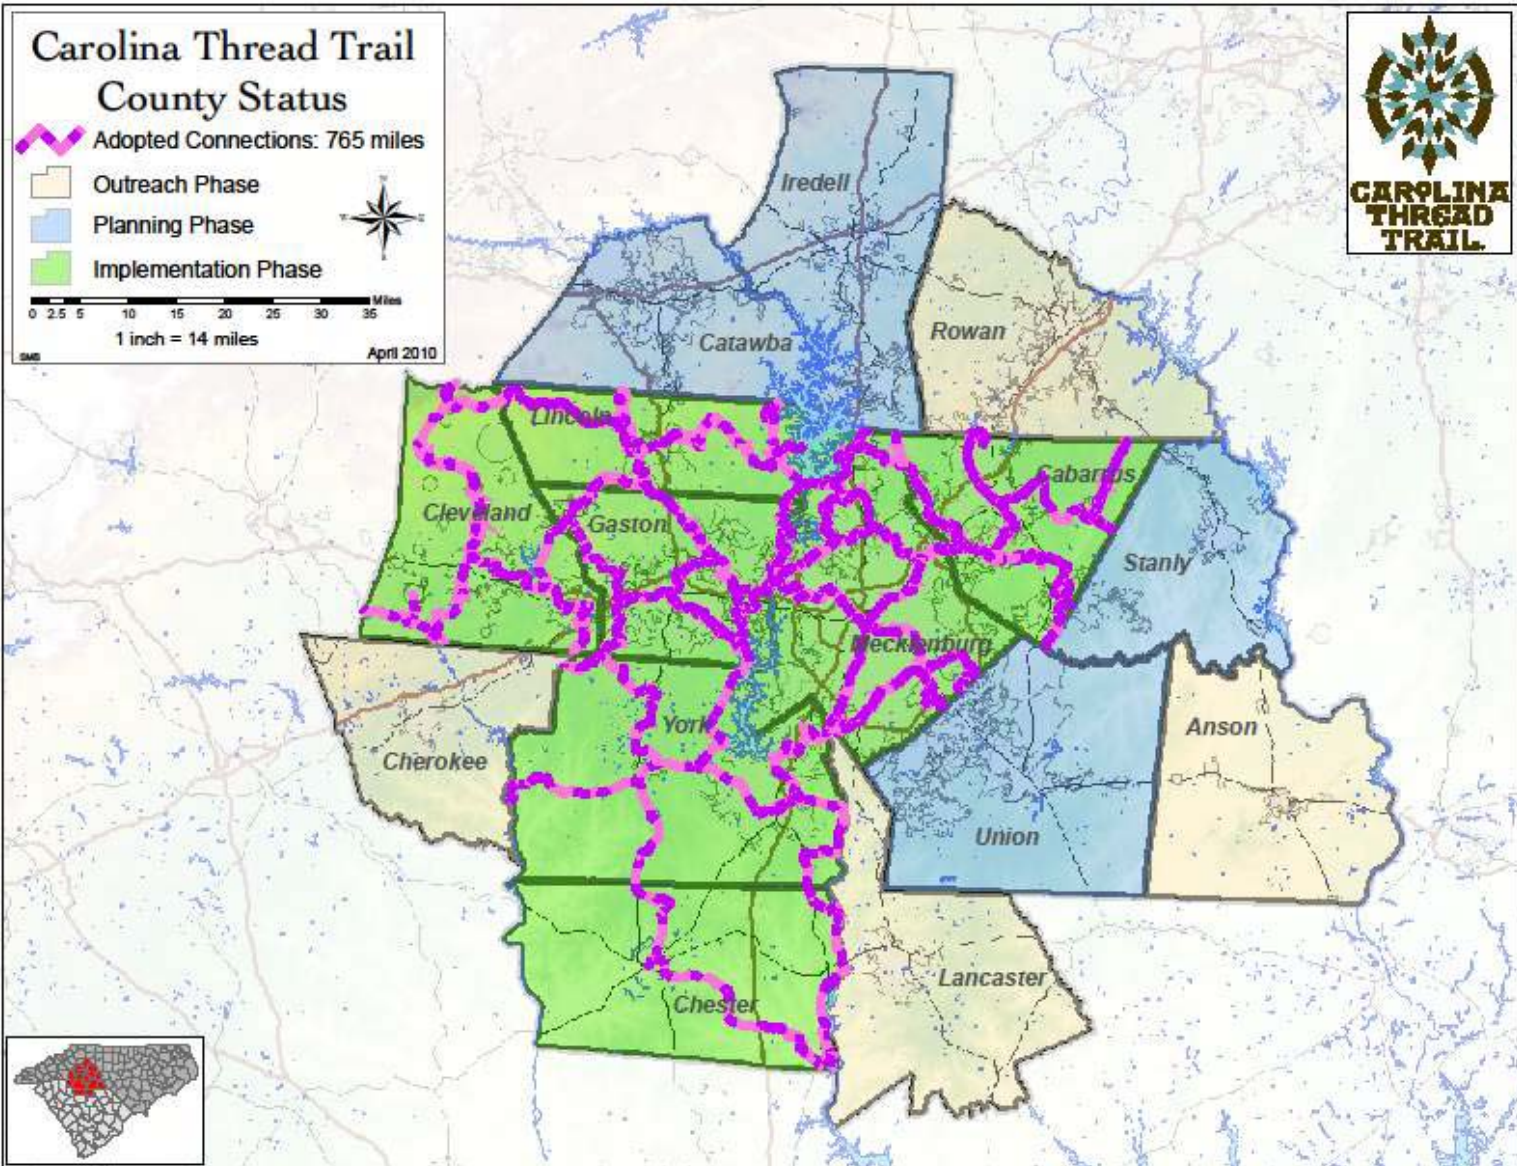 Carolina Thread Trail
County Status
Adopted Connections: 765 miles
Outreach Phase
Planning Phase
Implementation Phase
Miles
0 2.5 5 10 15 20 25 30 35
1 inch = 14 miles
SMS
April 2010
CAROLINA
THREAD
TRAIL
Iredell
Rowan
Catawba
Lincoln
Cabarrus
Cleveland
Gaston
Stanly
Mecklenburg
York
Anson
Cherokee
Union
Lancaster
Chester